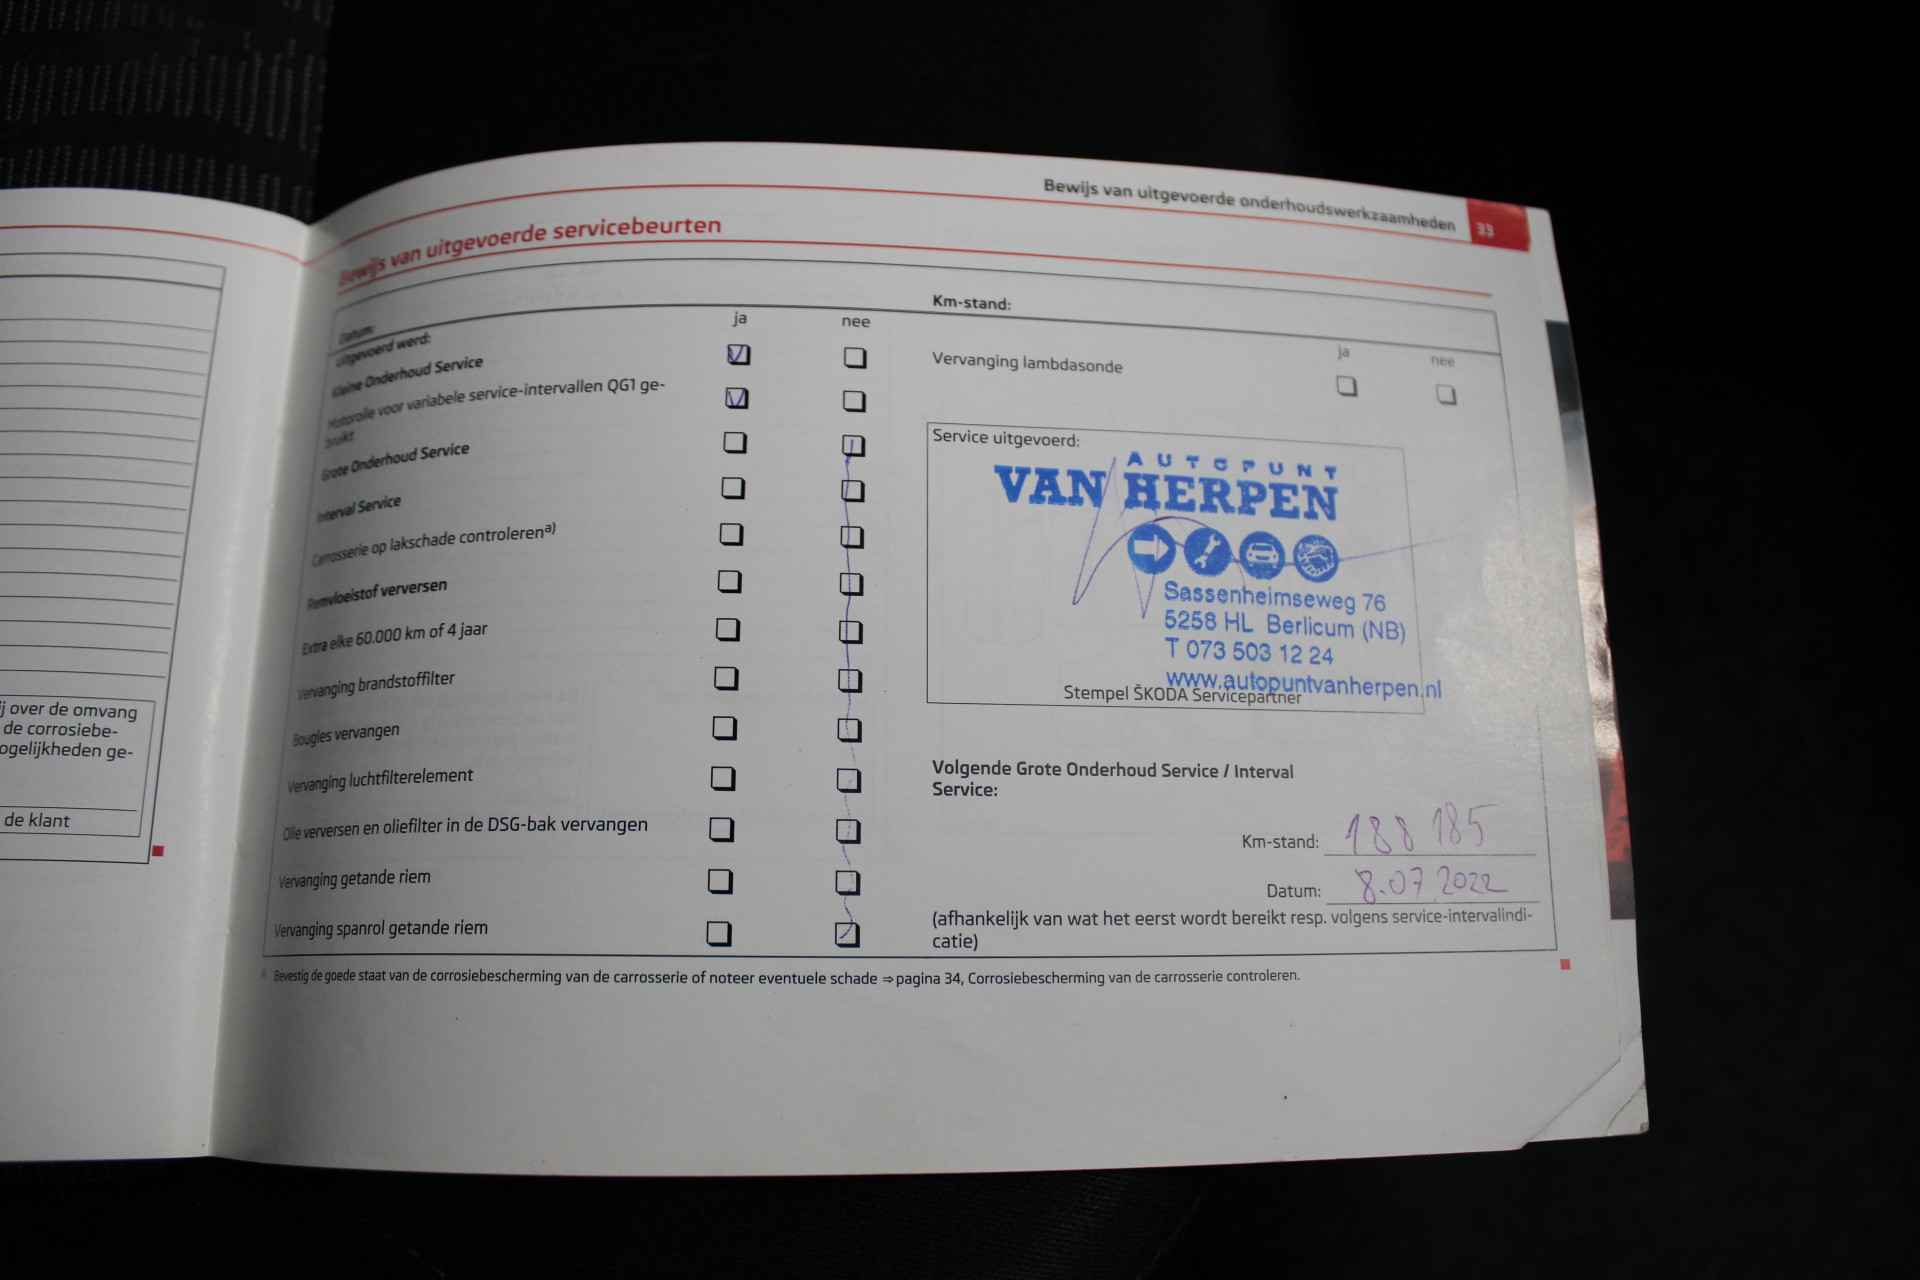 Bewijs van uitgevoerde onderhoudswerkzaamheden 33
Bewijs van uitgevoerde servicebeurten
Datum:
Km-stand:
Uitgevoerd werd:
ja nee
Kleine Onderhoud Service
Motorolie voor variabele service-intervallen QG1 ge-
bruikt
Grote Onderhoud Service
Interval Service
Carrosserie op lakschade controleren a)
Remvloeistof verversen
Extra elke 60.000 km of 4 jaar
Vervanging brandstoffilter
Bougies vervangen
Vervanging luchtfilterelement
Olie verversen en oliefilter in de DSG-bak vervangen
Vervanging getande riem
Vervanging spanrol getande riem
ja nee
Vervanging lambdasonde
Service uitgevoerd:
AUTOPUNT
VAN HERPEN
Sassenheimseweg 76
5258 HL Berlicum (NB)
T 073 503 12 24
www.autopuntvanherpen.nl
Stempel ŠKODA Servicepartner
Volgende Grote Onderhoud Service / Interval
Service:
Km-stand: 188 185
Datum: 8.07.2022
(afhankelijk van wat het eerst wordt bereikt resp. volgens service-intervalindi-
catie)
Bevestig de goede staat van de corrosiebescherming van de carrosserie of noteer eventuele schade ⇒ pagina 34, Corrosiebescherming van de carrosserie controleren.
ij over de omvang
de corrosiebe-
ogelijkheden ge-
de klant